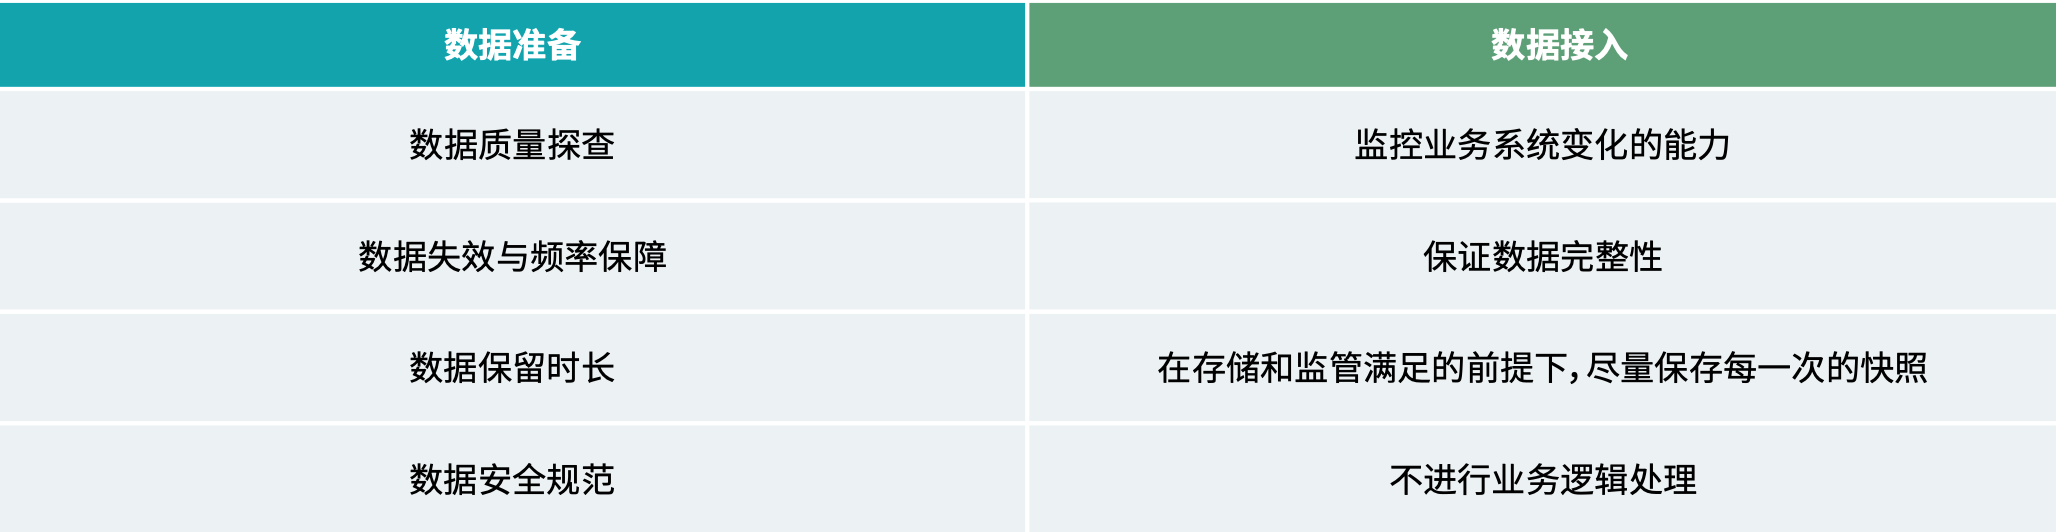 数据准备
数据接入
数据质量探查
监控业务系统变化的能力
数据失效与频率保障
保证数据完整性
数据保留时长
在存储和监管满足的前提下，尽量保存每一次的快照
数据安全规范
不进行业务逻辑处理